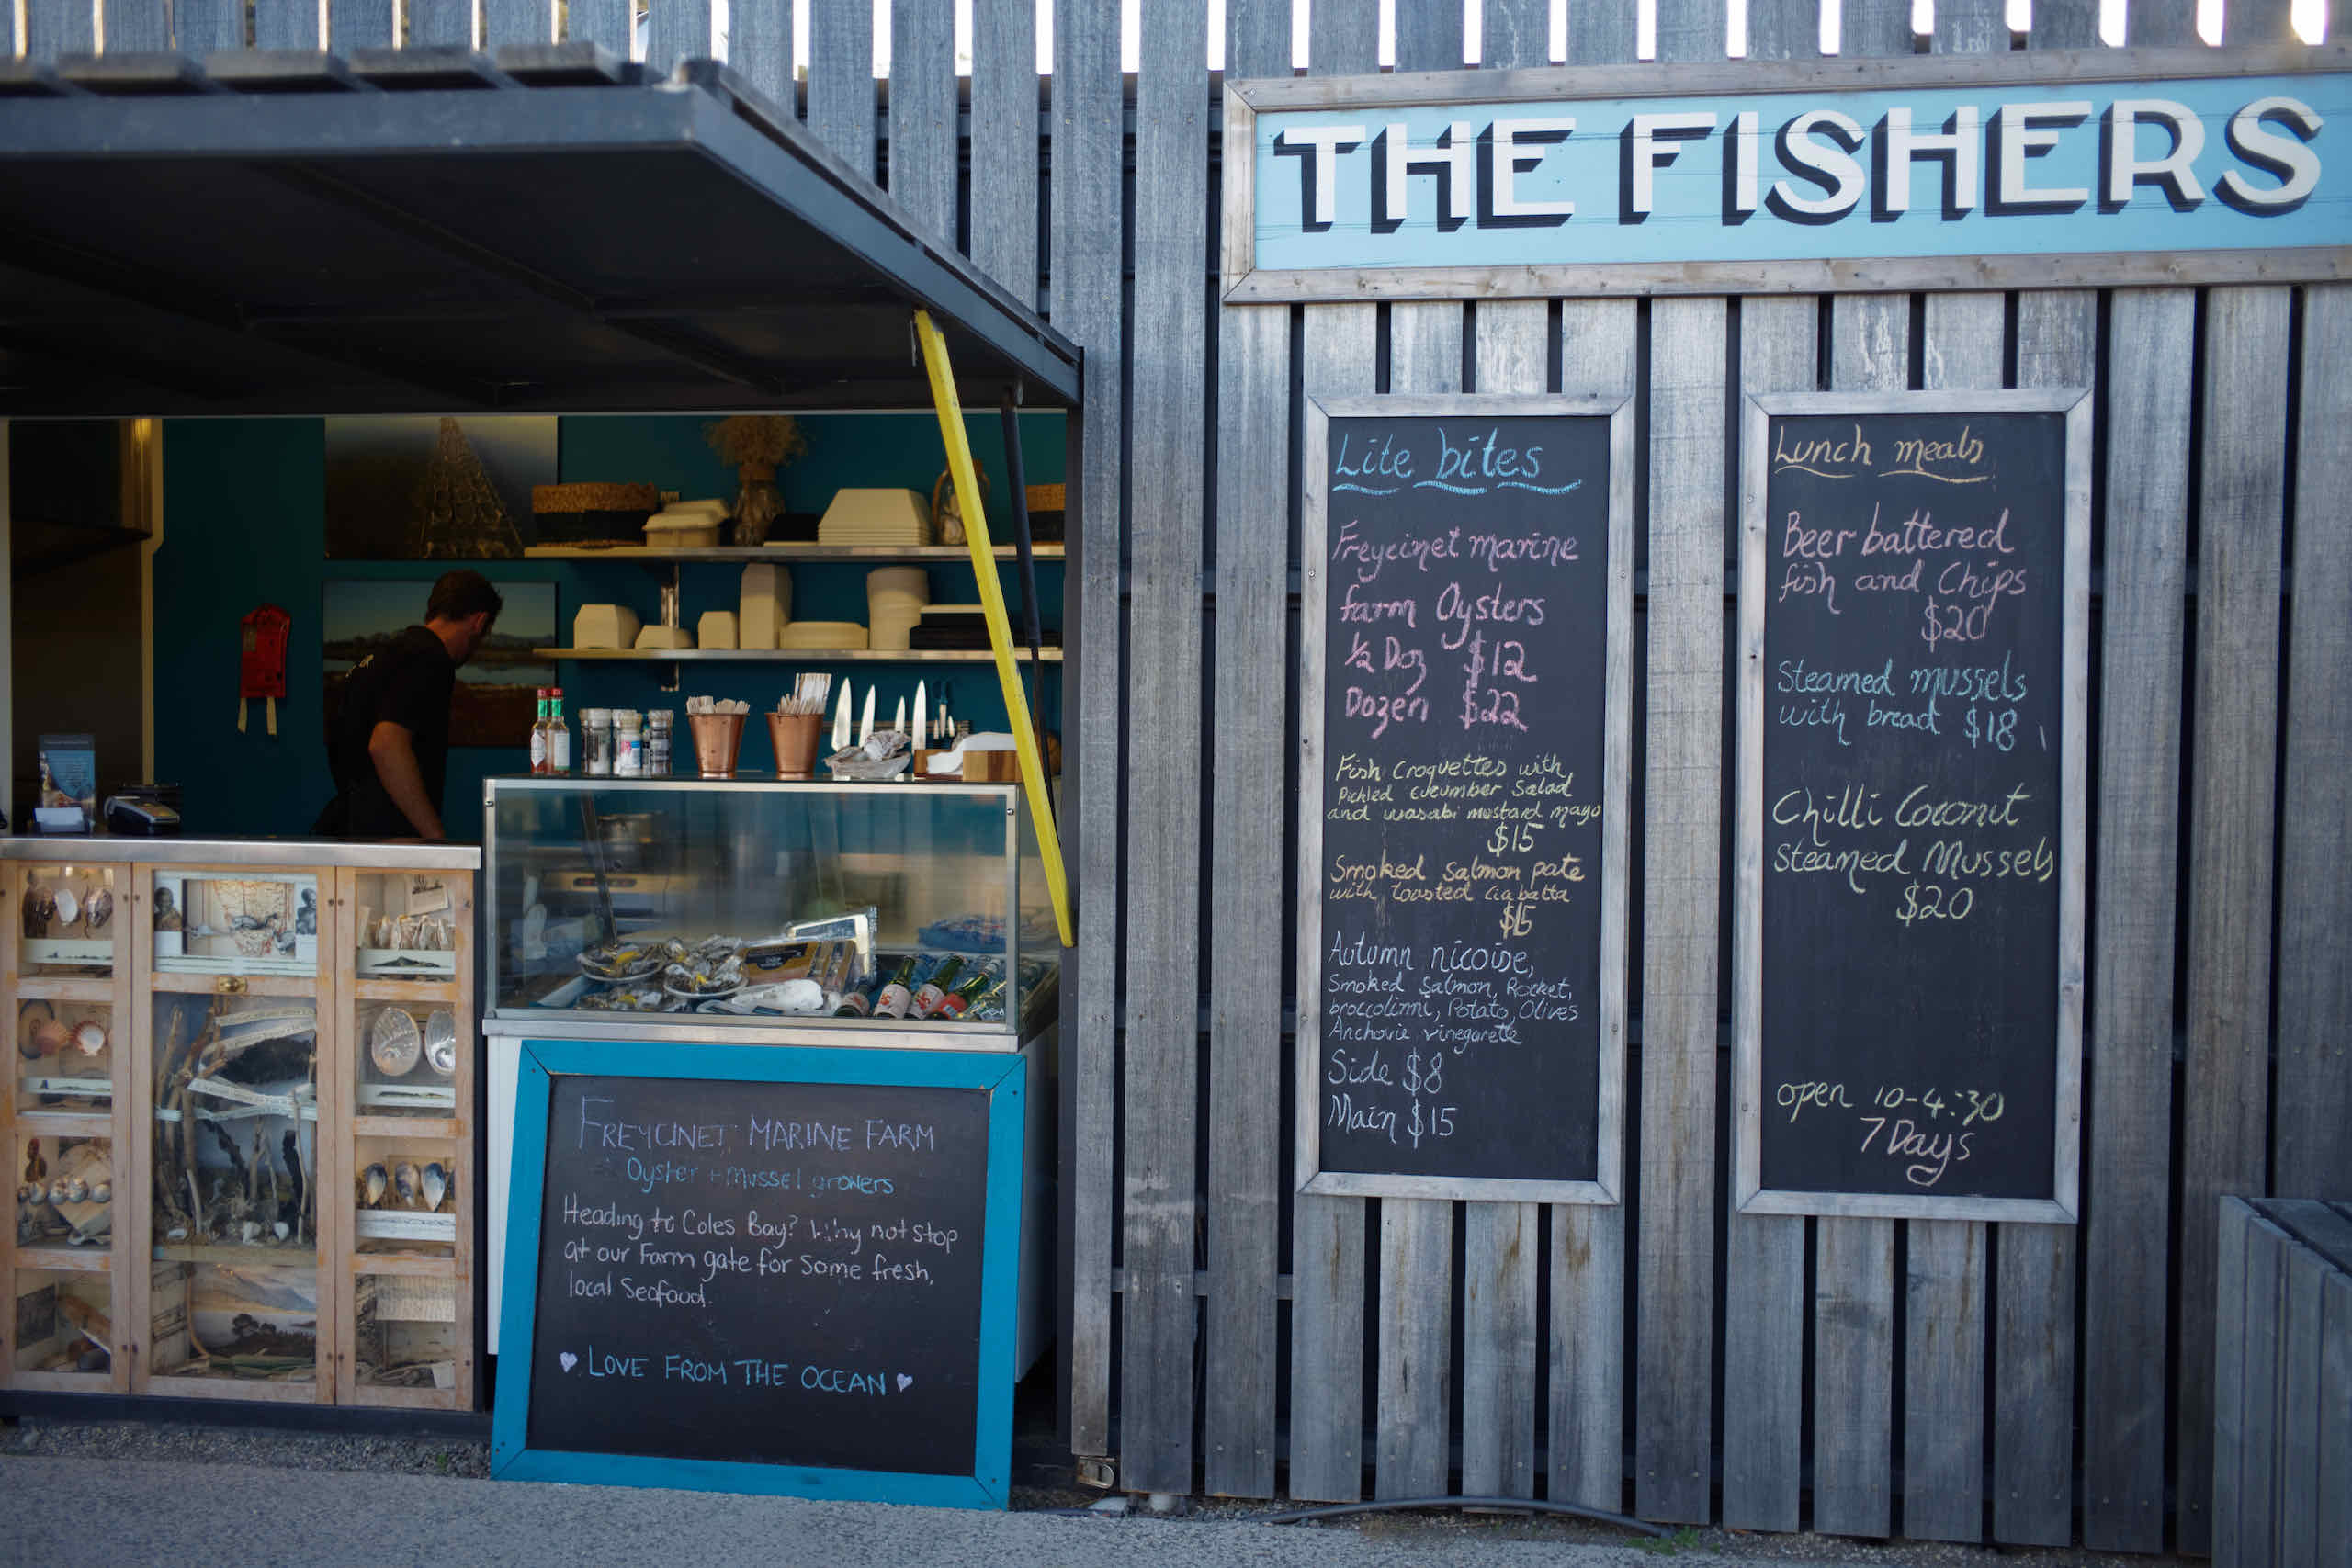 THE FISHERS
Lite bites
Freycinet marine
farm Oysters
½ Doz $12
Dozen $22
Fish Croquettes with
Pickled cucumber Salad
and wasabi mustard mayo
$15
Smoked Salmon pate
with toasted Ciabatta
$15
Autumn nicoise,
Smoked Salmon, Rocket,
broccolinni, Potato, Olives
Anchovie vinegarette
Side $8
Main $15
Lunch meals
Beer battered
fish and Chips
$20
Steamed mussels
with bread $18
Chilli Coconut
Steamed Mussels
$20
open 10-4:30
7 Days
FREYCINET MARINE FARM
Oyster + Mussel growers
Heading to Coles Bay? Why not stop
at our Farm gate for Some fresh,
local Seafood.
LOVE FROM THE OCEAN